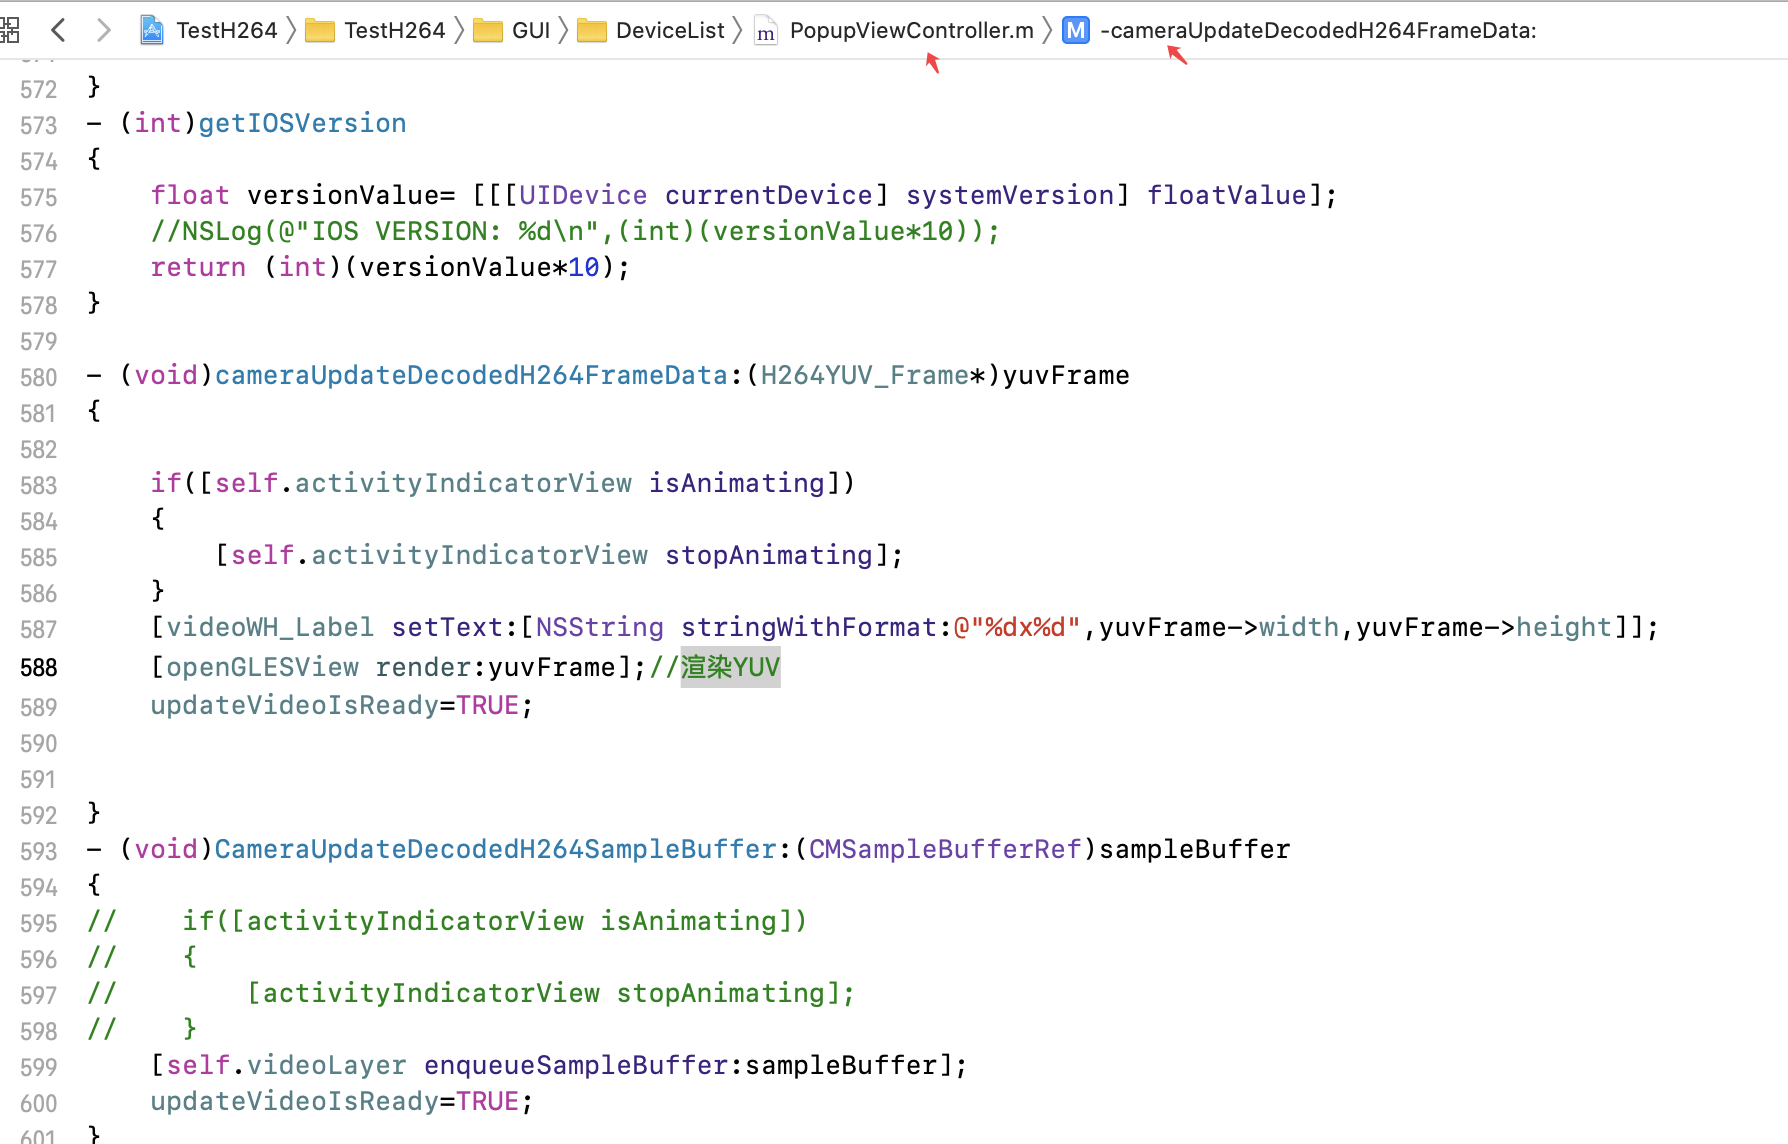 TestH264 TestH264 GUI DeviceList m PopupViewController.m M -cameraUpdateDecodedH264FrameData:
572 }
573 - (int)getIOSVersion
574 {
575 float versionValue= [[[UIDevice currentDevice] systemVersion] floatValue];
576 //NSLog(@"IOS VERSION: %d\n",(int)(versionValue*10));
577 return (int)(versionValue*10);
578 }
579
580 - (void)cameraUpdateDecodedH264FrameData:(H264YUV_Frame*)yuvFrame
581 {
582
583 if([self.activityIndicatorView isAnimating])
584 {
585 [self.activityIndicatorView stopAnimating];
586 }
587 [videoWH_Label setText:[NSString stringWithFormat:@"%dx%d",yuvFrame->width,yuvFrame->height]];
588 [openGLESView render:yuvFrame];//渲染YUV
589 updateVideoIsReady=TRUE;
590
591
592 }
593 - (void)CameraUpdateDecodedH264SampleBuffer:(CMSampleBufferRef)sampleBuffer
594 {
595 // if([activityIndicatorView isAnimating])
596 // {
597 // [activityIndicatorView stopAnimating];
598 // }
599 [self.videoLayer enqueueSampleBuffer:sampleBuffer];
600 updateVideoIsReady=TRUE;
601 }